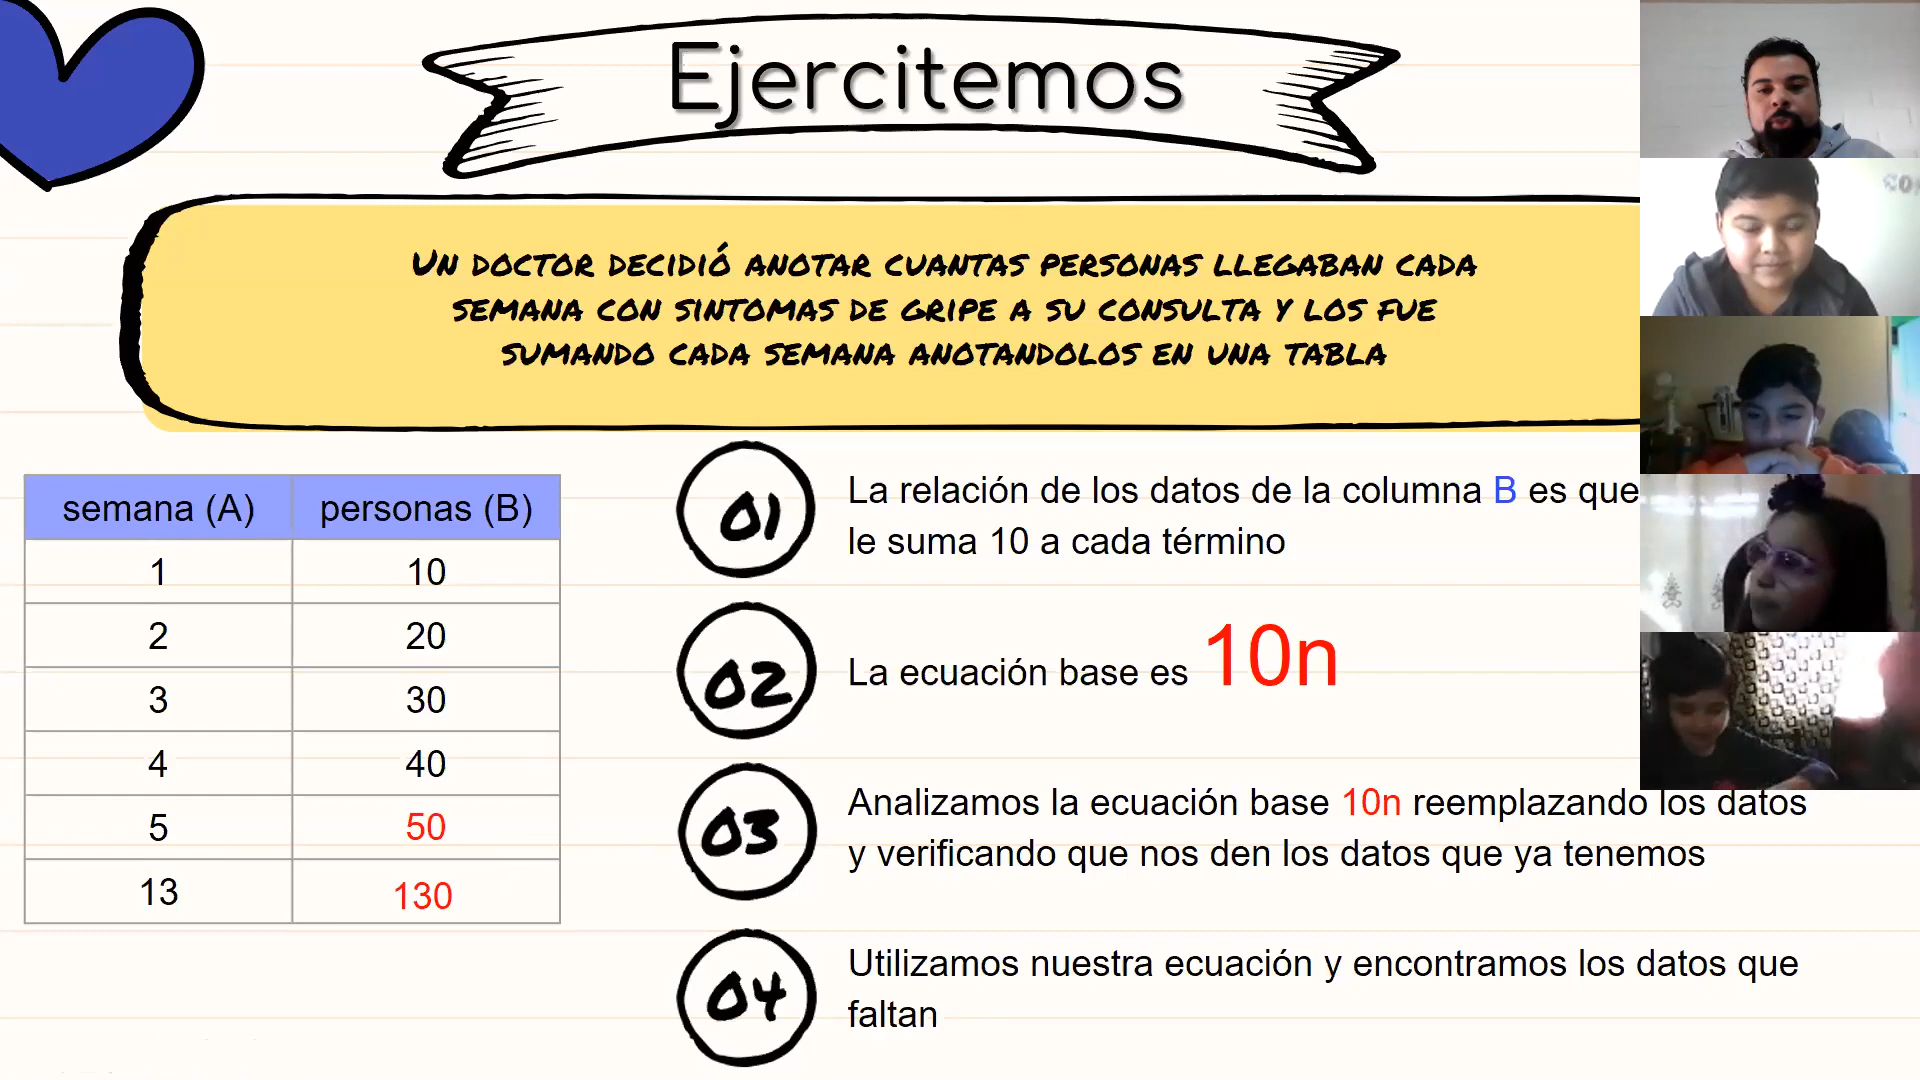 Ejercitemos
Un doctor decidió anotar cuantas personas llegaban cada
semana con sintomas de gripe a su consulta y los fue
sumando cada semana anotandolos en una tabla
semana (A) personas (B)
1 10
2 20
3 30
4 40
5 50
13 130
01
La relación de los datos de la columna B es que
le suma 10 a cada término
02
La ecuación base es 10n
03
Analizamos la ecuación base 10n reemplazando los datos
y verificando que nos den los datos que ya tenemos
04
Utilizamos nuestra ecuación y encontramos los datos que
faltan